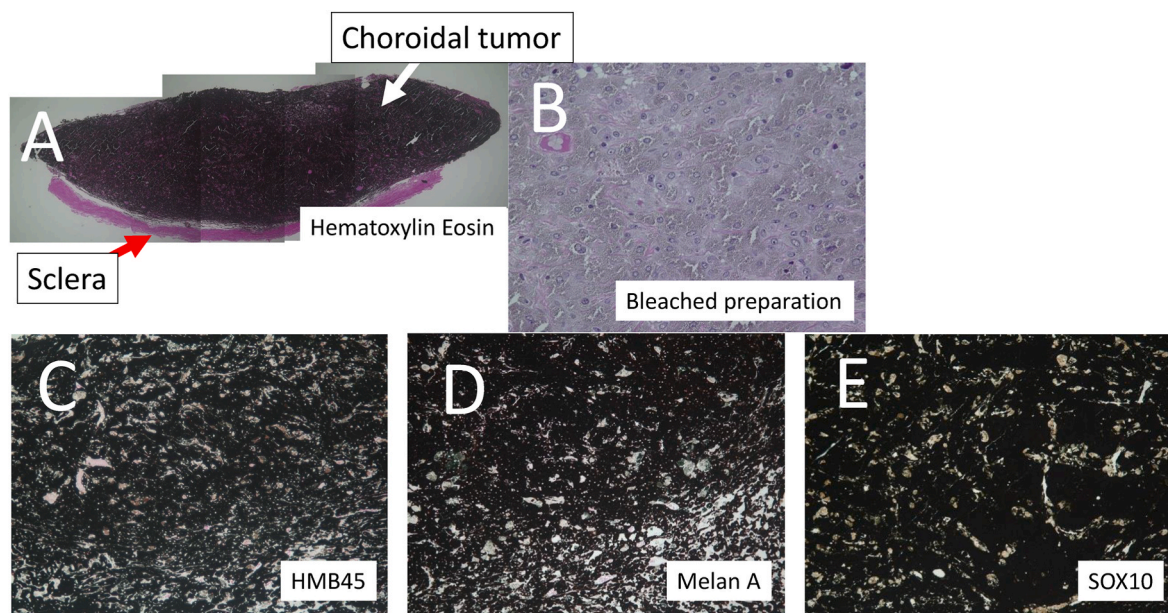 Choroidal tumor
A
Hematoxylin Eosin
Sclera
B
Bleached preparation
C
HMB45
D
Melan A
E
SOX10